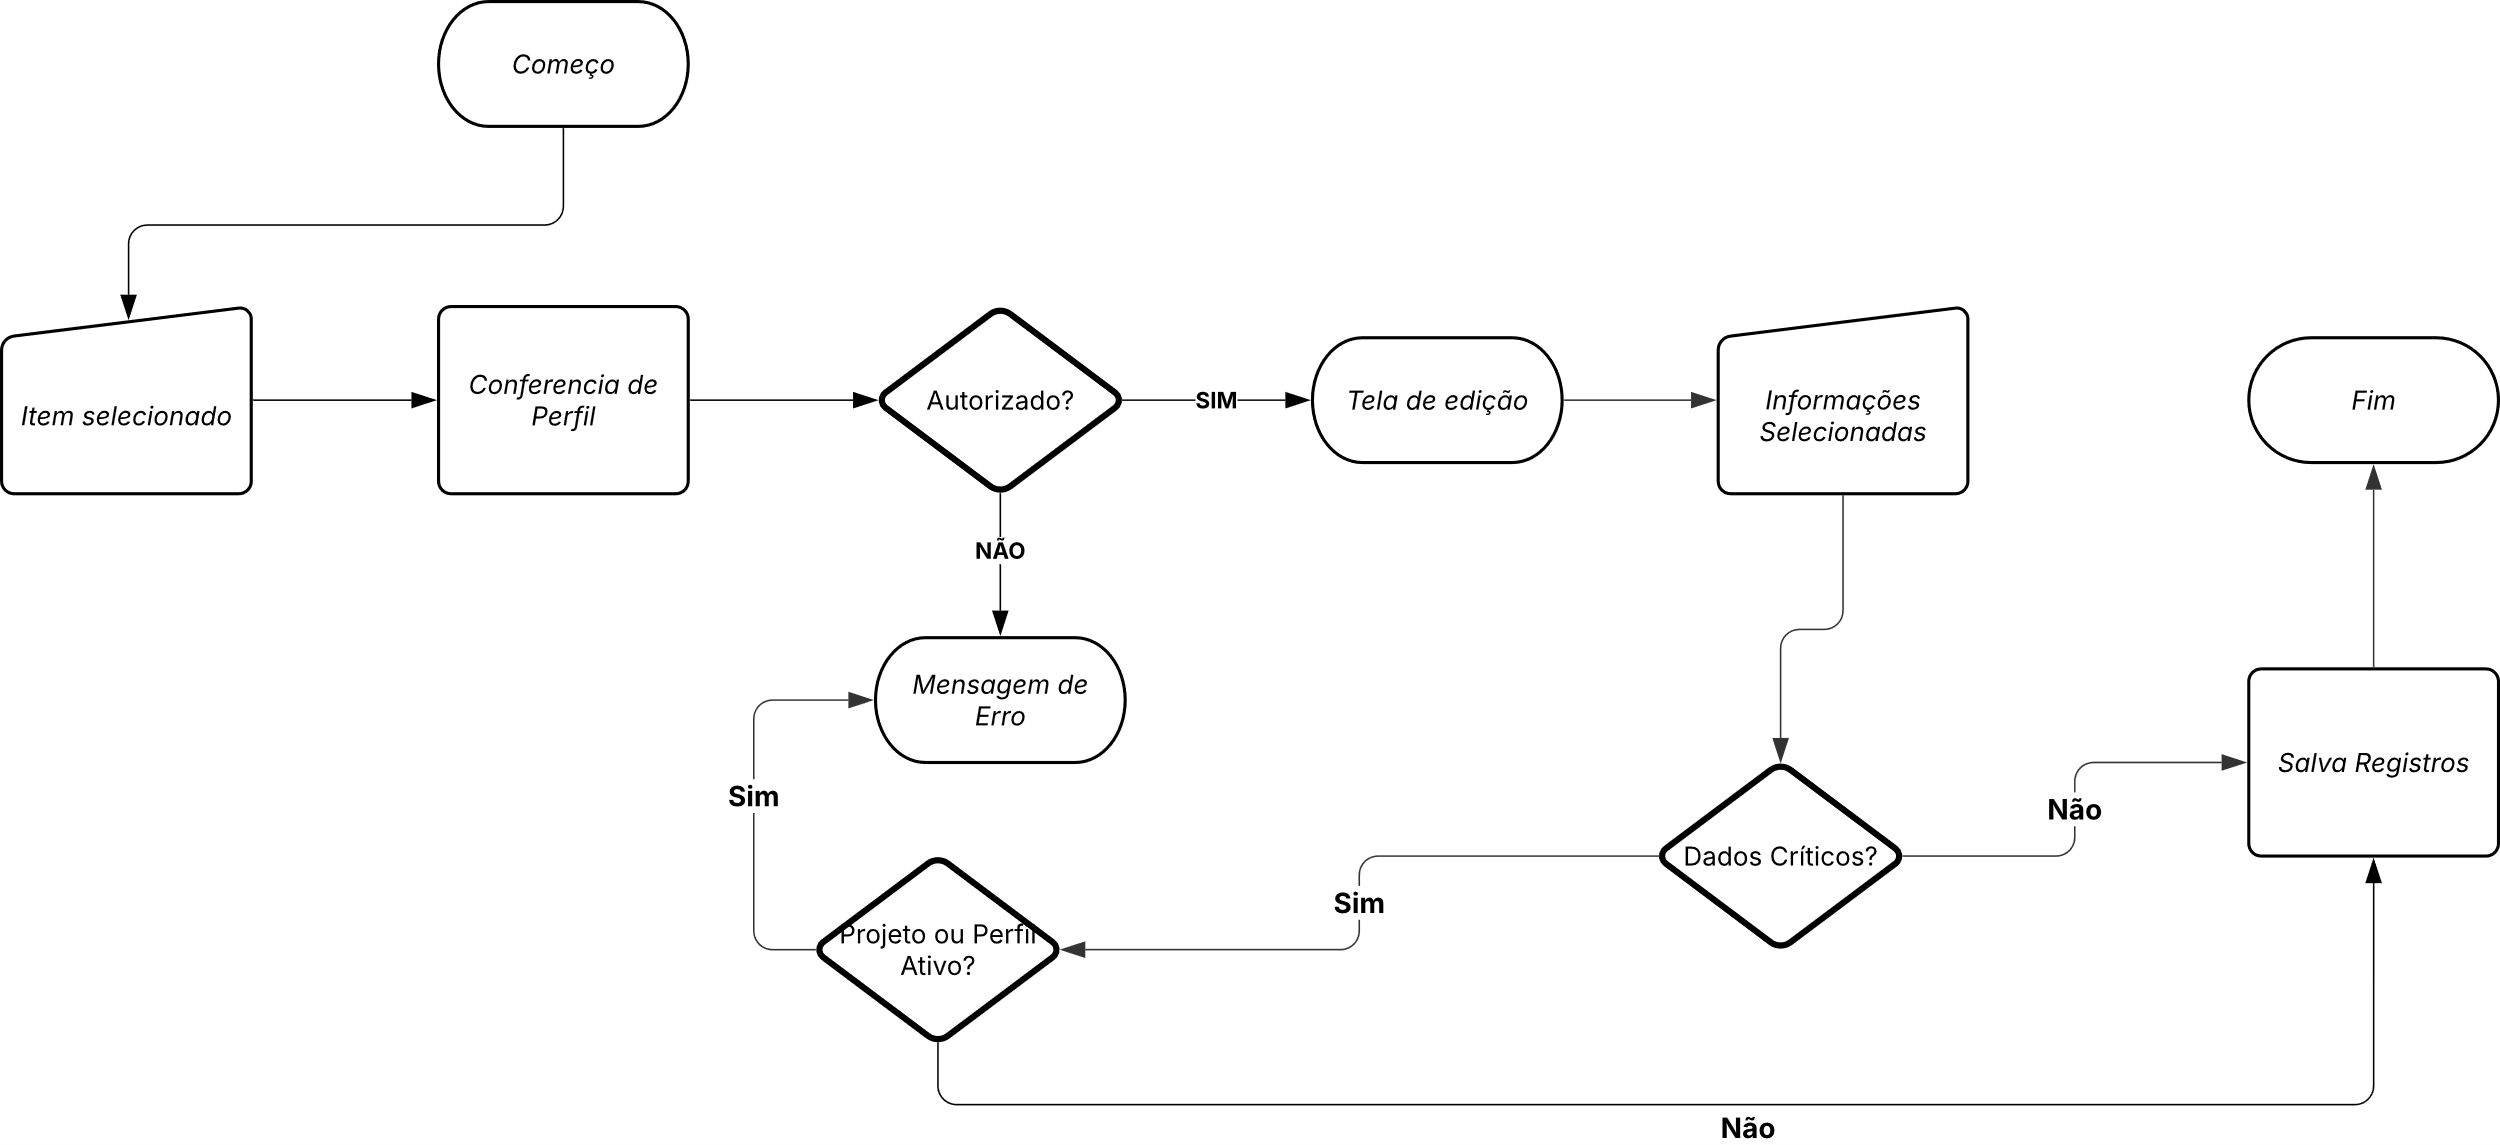 Começo
Item selecionado
Conferencia de
Perfil
Autorizado?
SIM
Tela de edição
Informações
Selecionadas
Fim
NÃO
Mensagem de
Erro
Sim
Salva Registros
Não
Dados Críticos?
Sim
Projeto ou Perfil
Ativo?
Não